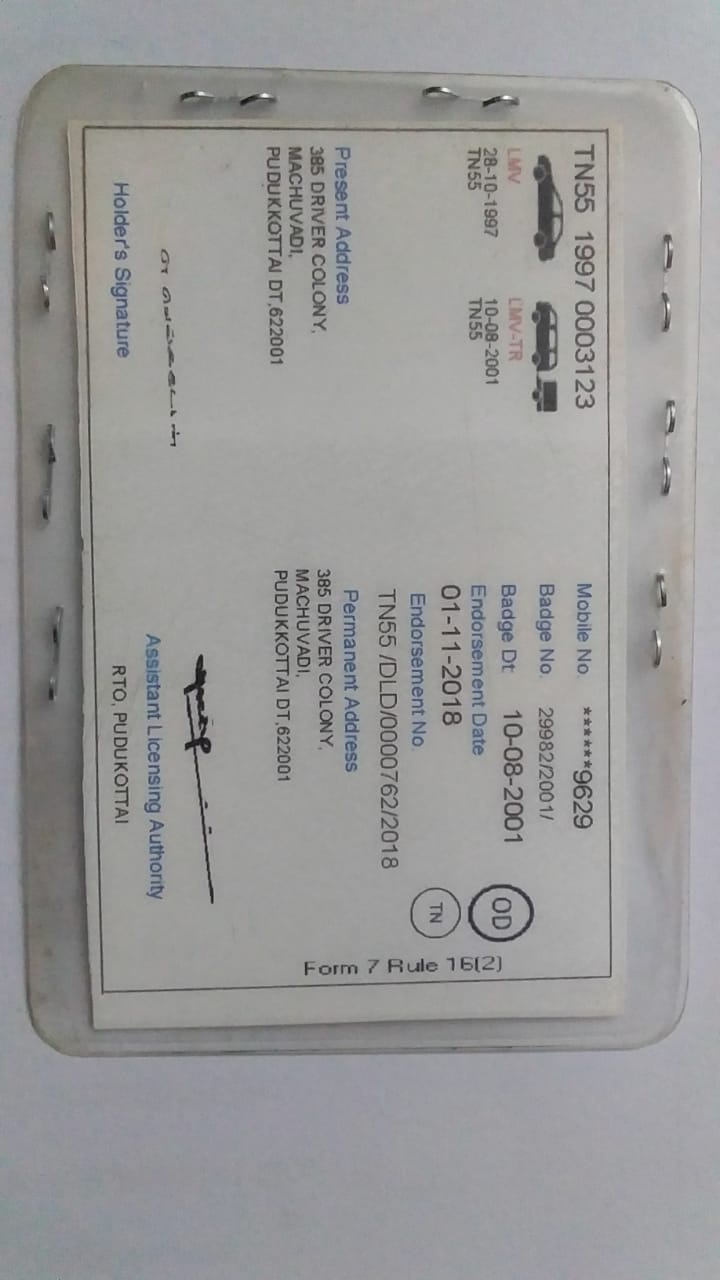 TN55 1997 0003123
LMV
28-10-1997
TN55
LMV-TR
10-08-2001
TN55
Mobile No. ******9629
Badge No. 29982/2001/
Badge Dt: 10-08-2001
Endorsement Date
01-11-2018
Endorsement No.
TN55 /DLD/0000762/2018
OD
TN
Form 7 Rule 16(2)
Present Address
385 DRIVER COLONY,
MACHUVADI,
PUDUKKOTTAI DT,622001
Permanent Address
385 DRIVER COLONY,
MACHUVADI,
PUDUKKOTTAI DT,622001
Holder's Signature
Assistant Licensing Authority
RTO, PUDUKOTTAI